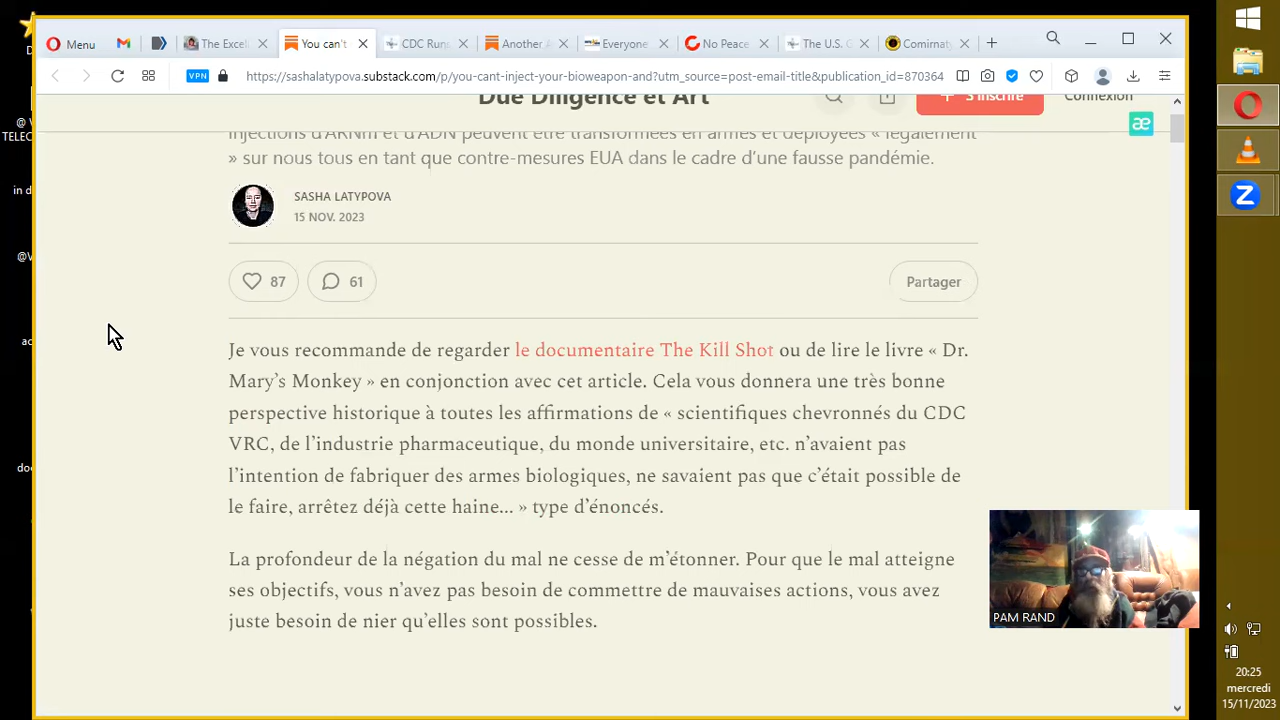 Menu
The Excell
You can't
CDC Run
Another A
Everyone
No Peace
The U.S. G
Comirnaty
VPN
https://sashalatypova.substack.com/p/you-cant-inject-your-bioweapon-and?utm_source=post-email-title&publication_id=870364
Due Diligence et Art
S'inscrire
Connexion
æ
injections d'ARNm et d'ADN peuvent être transformées en armes et déployées « légalement
» sur nous tous en tant que contre-mesures EUA dans le cadre d'une fausse pandémie.
SASHA LATYPOVA
15 NOV. 2023
87
61
Partager
Je vous recommande de regarder le documentaire The Kill Shot ou de lire le livre « Dr.
Mary's Monkey » en conjonction avec cet article. Cela vous donnera une très bonne
perspective historique à toutes les affirmations de « scientifiques chevronnés du CDC
VRC, de l'industrie pharmaceutique, du monde universitaire, etc. n'avaient pas
l'intention de fabriquer des armes biologiques, ne savaient pas que c'était possible de
le faire, arrêtez déjà cette haine... » type d'énoncés.
La profondeur de la négation du mal ne cesse de m'étonner. Pour que le mal atteigne
ses objectifs, vous n'avez pas besoin de commettre de mauvaises actions, vous avez
juste besoin de nier qu'elles sont possibles.
PAM RAND
20:25
mercredi
15/11/2023
TELEC
in d
@V